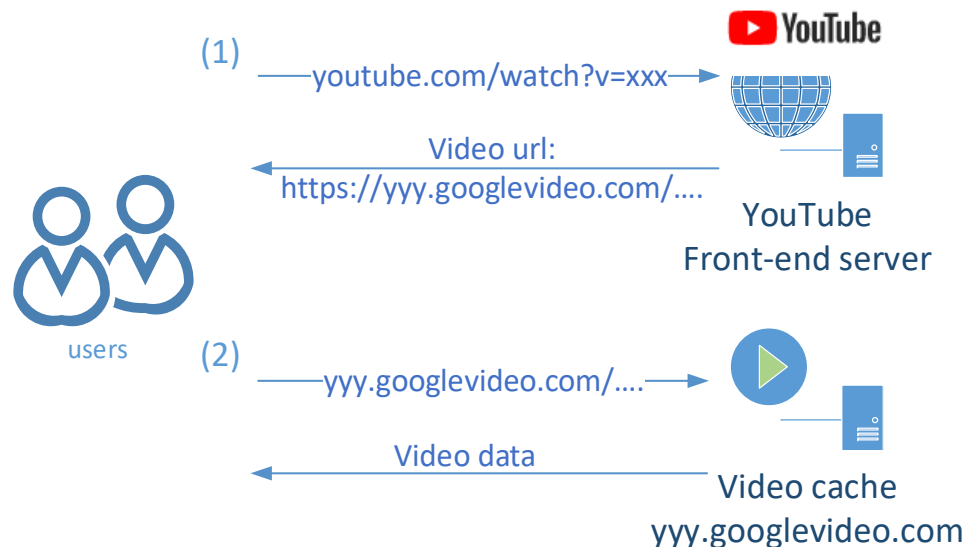 YouTube
(1)
youtube.com/watch?v=xxx
Video url:
https://yyy.googlevideo.com/....
YouTube
Front-end server
users
(2)
yyy.googlevideo.com/....
Video data
Video cache
yyy.googlevideo.com